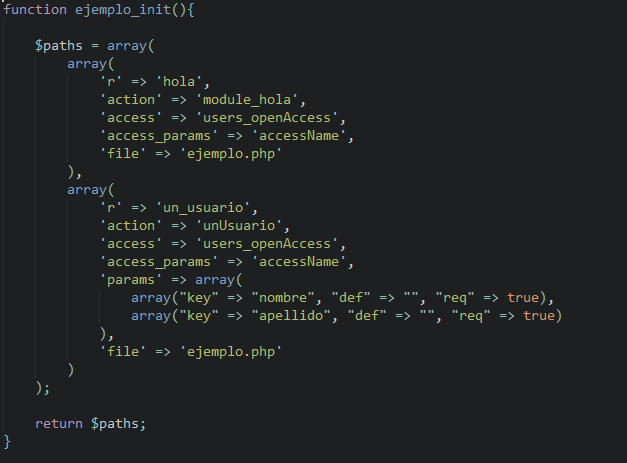 function ejemplo_init(){
$paths = array(
array(
'r' => 'hola',
'action' => 'module_hola',
'access' => 'users_openAccess',
'access_params' => 'accessName',
'file' => 'ejemplo.php'
),
array(
'r' => 'un_usuario',
'action' => 'unUsuario',
'access' => 'users_openAccess',
'access_params' => 'accessName',
'params' => array(
array("key" => "nombre", "def" => "", "req" => true),
array("key" => "apellido", "def" => "", "req" => true)
),
'file' => 'ejemplo.php'
)
);
return $paths;
}